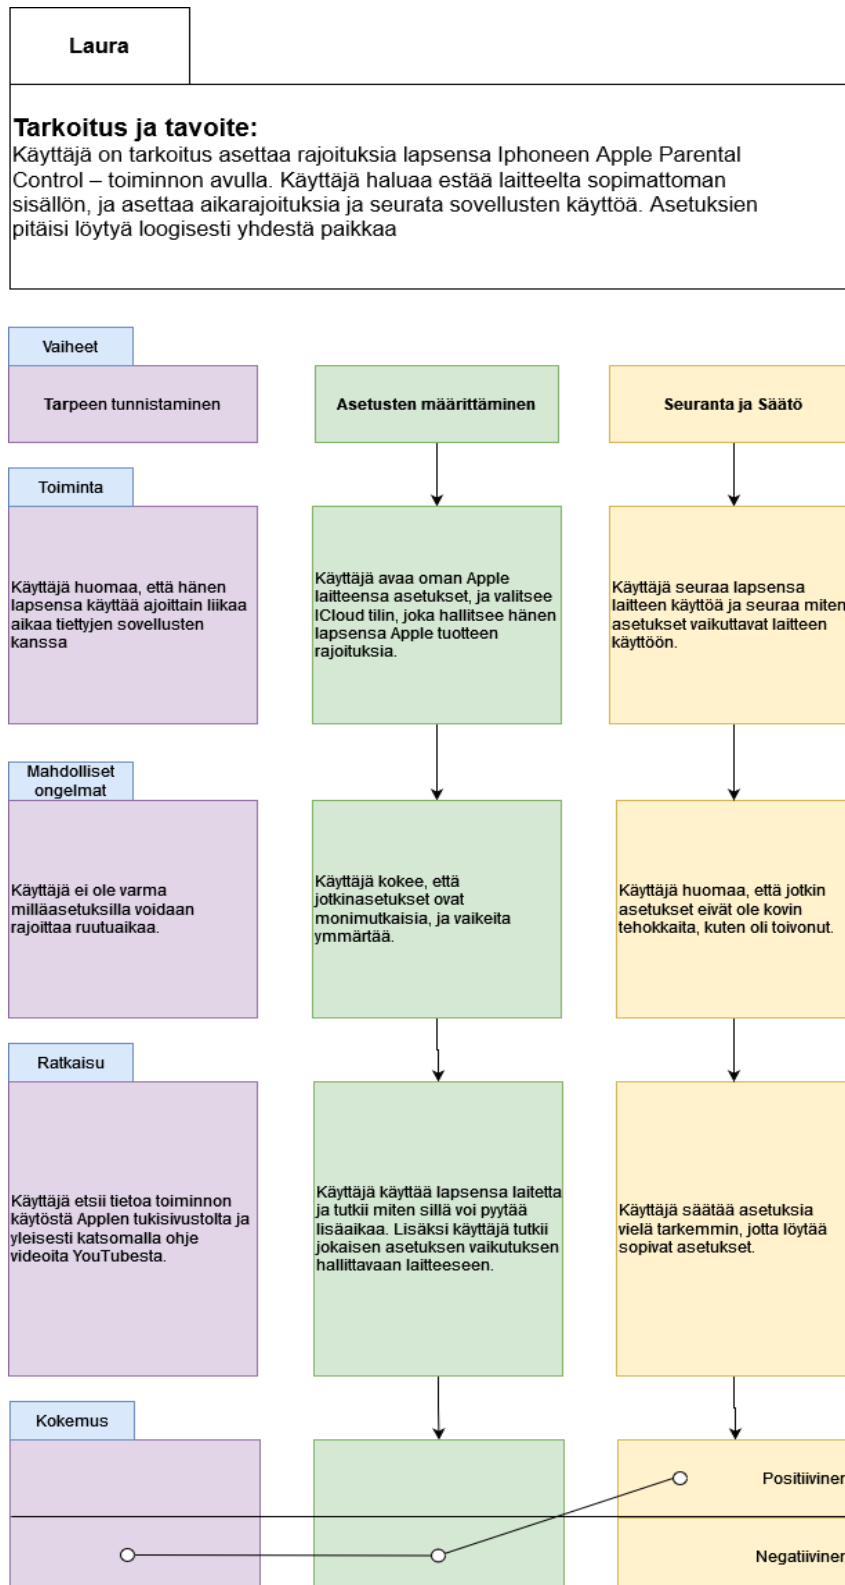 Laura
Tarkoitus ja tavoite:
Käyttäjä on tarkoitus asettaa rajoituksia lapsensa Iphoneen Apple Parental
Control – toiminnon avulla. Käyttäjä haluaa estää laitteelta sopimattoman
sisällön, ja asettaa aikarajoituksia ja seurata sovellusten käyttöä. Asetuksien
pitäisi löytyä loogisesti yhdestä paikkaa
Vaiheet
Tarpeen tunnistaminen
Asetusten määrittäminen
Seuranta ja Säätö
Toiminta
Käyttäjä huomaa, että hänen
lapsensa käyttää ajoittain liikaa
aikaa tiettyjen sovellusten
kanssa
Käyttäjä avaa oman Apple
laitteensa asetukset, ja valitsee
ICloud tilin, joka hallitsee hänen
lapsensa Apple tuotteen
rajoituksia.
Käyttäjä seuraa lapsensa
laitteen käyttöä ja seuraa miten
asetukset vaikuttavat laitteen
käyttöön.
Mahdolliset
ongelmat
Käyttäjä ei ole varma
milläasetuksilla voidaan
rajoittaa ruutuaikaa.
Käyttäjä kokee, että
jotkinasetukset ovat
monimutkaisia, ja vaikeita
ymmärtää.
Käyttäjä huomaa, että jotkin
asetukset eivät ole kovin
tehokkaita, kuten oli toivonut.
Ratkaisu
Käyttäjä etsii tietoa toiminnon
käytöstä Applen tukisivustolta ja
yleisesti katsomalla ohje
videoita YouTubesta.
Käyttäjä käyttää lapsensa laitetta
ja tutkii miten sillä voi pyytää
lisäaikaa. Lisäksi käyttäjä tutkii
jokaisen asetuksen vaikutuksen
hallittavaan laitteeseen.
Käyttäjä säätää asetuksia
vielä tarkemmin, jotta löytää
sopivat asetukset.
Kokemus
Positiivinen
Negatiivinen